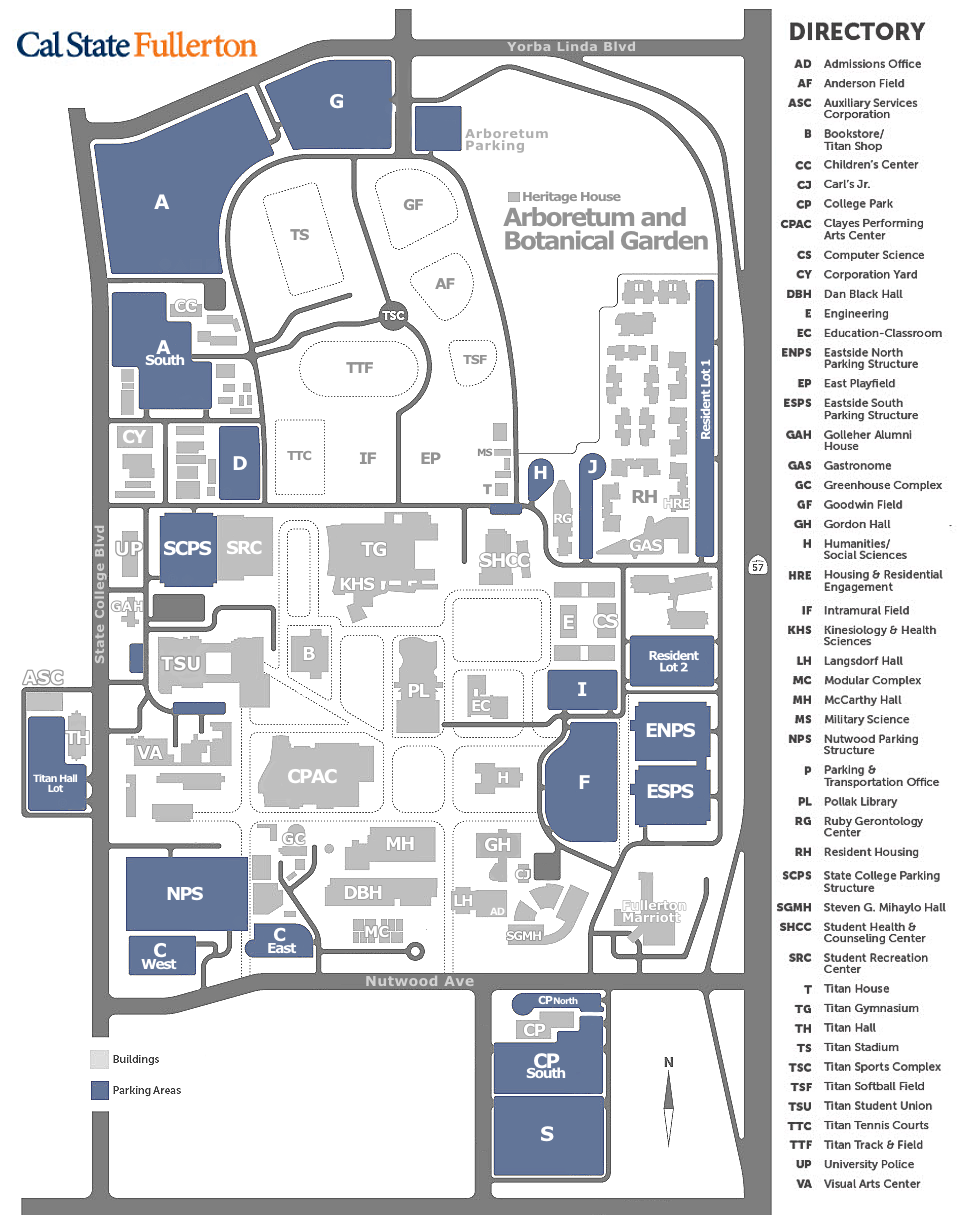 Cal State Fullerton
Yorba Linda Blvd
G
Arboretum
Parking
A
Heritage House
Arboretum and
Botanical Garden
TS
GF
AF
CC
TSC
A
South
TTF
TSF
Resident Lot 1
CY
D
TTC
IF
EP
MS
T
H
J
RH
HRE
RG
GAS
State College Blvd
UP
SCPS
SRC
TG
KHS
SHCC
57
GAH
E
CS
TSU
B
PL
EC
I
Resident
Lot 2
ASC
TH
Titan Hall
Lot
VA
CPAC
H
F
ENPS
ESPS
GC
MH
GH
CJ
NPS
DBH
LH
AD
SGMH
Fullerton
Marriott
C
West
C
East
MC
Nutwood Ave
CP North
CP
CP
South
S
N
Buildings
Parking Areas
DIRECTORY
AD Admissions Office
AF Anderson Field
ASC Auxiliary Services
Corporation
B Bookstore/
Titan Shop
CC Children's Center
CJ Carl's Jr.
CP College Park
CPAC Clayes Performing
Arts Center
CS Computer Science
CY Corporation Yard
DBH Dan Black Hall
E Engineering
EC Education-Classroom
ENPS Eastside North
Parking Structure
EP East Playfield
ESPS Eastside South
Parking Structure
GAH Golleher Alumni
House
GAS Gastronome
GC Greenhouse Complex
GF Goodwin Field
GH Gordon Hall
H Humanities/
Social Sciences
HRE Housing & Residential
Engagement
IF Intramural Field
KHS Kinesiology & Health
Sciences
LH Langsdorf Hall
MC Modular Complex
MH McCarthy Hall
MS Military Science
NPS Nutwood Parking
Structure
P Parking &
Transportation Office
PL Pollak Library
RG Ruby Gerontology
Center
RH Resident Housing
SCPS State College Parking
Structure
SGMH Steven G. Mihaylo Hall
SHCC Student Health &
Counseling Center
SRC Student Recreation
Center
T Titan House
TG Titan Gymnasium
TH Titan Hall
TS Titan Stadium
TSC Titan Sports Complex
TSF Titan Softball Field
TSU Titan Student Union
TTC Titan Tennis Courts
TTF Titan Track & Field
UP University Police
VA Visual Arts Center